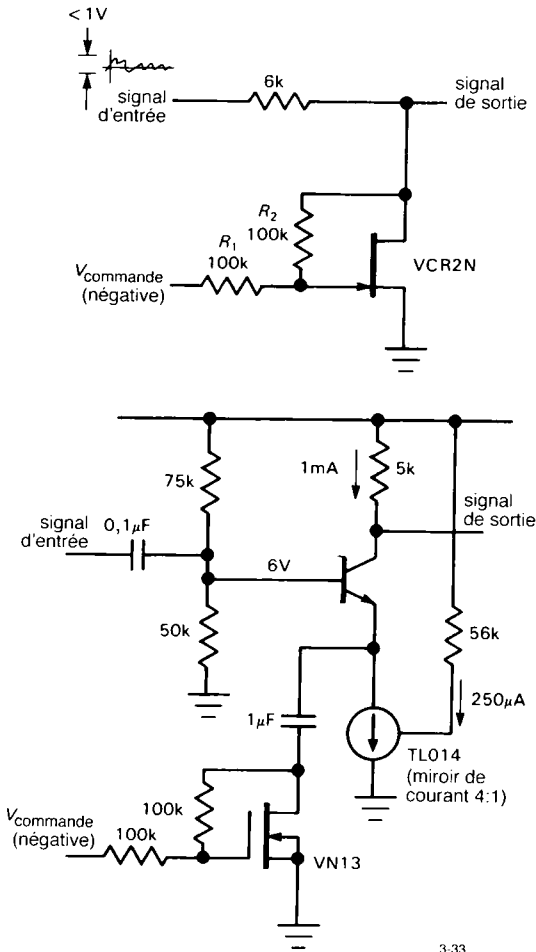 < 1V
signal
d'entrée
6k
signal
de sortie
R₂
100k
R₁
100k
VCR2N
Vcommande
(négative)
75k
1mA
5k
signal
d'entrée
0,1µF
signal
de sortie
6V
50k
56k
1µF
250µA
TL014
(miroir de
courant 4:1)
100k
Vcommande
(négative)
100k
VN13
3-33